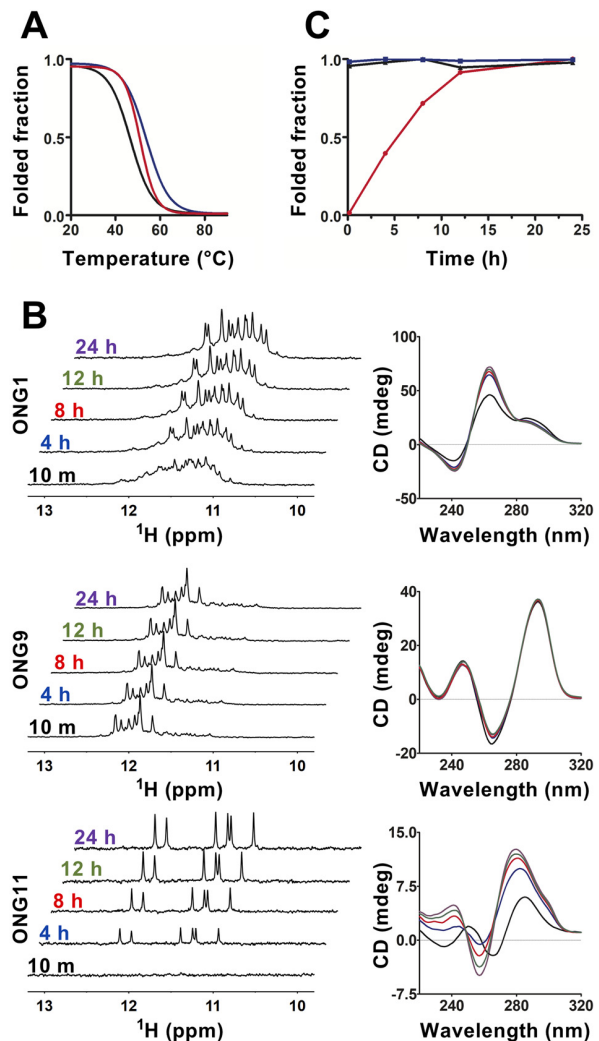 A
Folded fraction
1.0
0.5
0.0
20 40 60 80
Temperature (°C)
C
Folded fraction
1.0
0.5
0.0
0 5 10 15 20 25
Time (h)
B
ONG1
24 h
12 h
8 h
4 h
10 m
13 12 11 10
¹H (ppm)
CD (mdeg)
100
50
0
-50
240 280 320
Wavelength (nm)
ONG9
24 h
12 h
8 h
4 h
10 m
13 12 11 10
¹H (ppm)
CD (mdeg)
40
20
0
-20
240 280 320
Wavelength (nm)
ONG11
24 h
12 h
8 h
4 h
10 m
13 12 11 10
¹H (ppm)
CD (mdeg)
15.0
7.5
0.0
-7.5
240 280 320
Wavelength (nm)